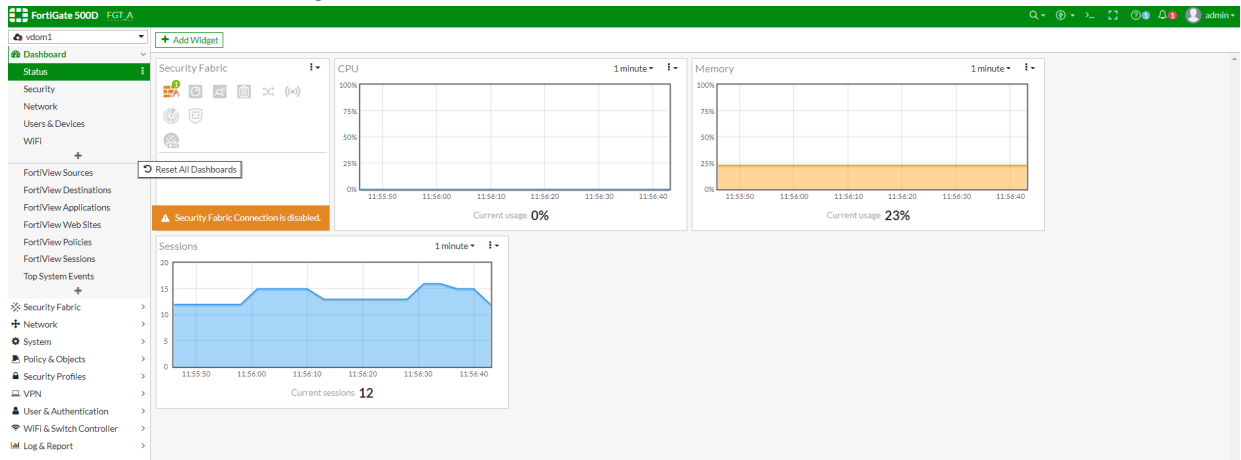 FortiGate 500D FGT_A
>_ 1 1 admin
vdom1
+ Add Widget
Dashboard
Status
Security
Network
Users & Devices
WiFi
+
FortiView Sources
FortiView Destinations
FortiView Applications
FortiView Web Sites
FortiView Policies
FortiView Sessions
Top System Events
+
Security Fabric
Network
System
Policy & Objects
Security Profiles
VPN
User & Authentication
WiFi & Switch Controller
Log & Report
Reset All Dashboards
Security Fabric
1
Security Fabric Connection is disabled.
CPU 1 minute
100%
75%
50%
25%
0%
11:55:50 11:56:00 11:56:10 11:56:20 11:56:30 11:56:40
Current usage 0%
Memory 1 minute
100%
75%
50%
25%
0%
11:55:50 11:56:00 11:56:10 11:56:20 11:56:30 11:56:40
Current usage 23%
Sessions 1 minute
20
15
10
5
0
11:55:50 11:56:00 11:56:10 11:56:20 11:56:30 11:56:40
Current sessions 12